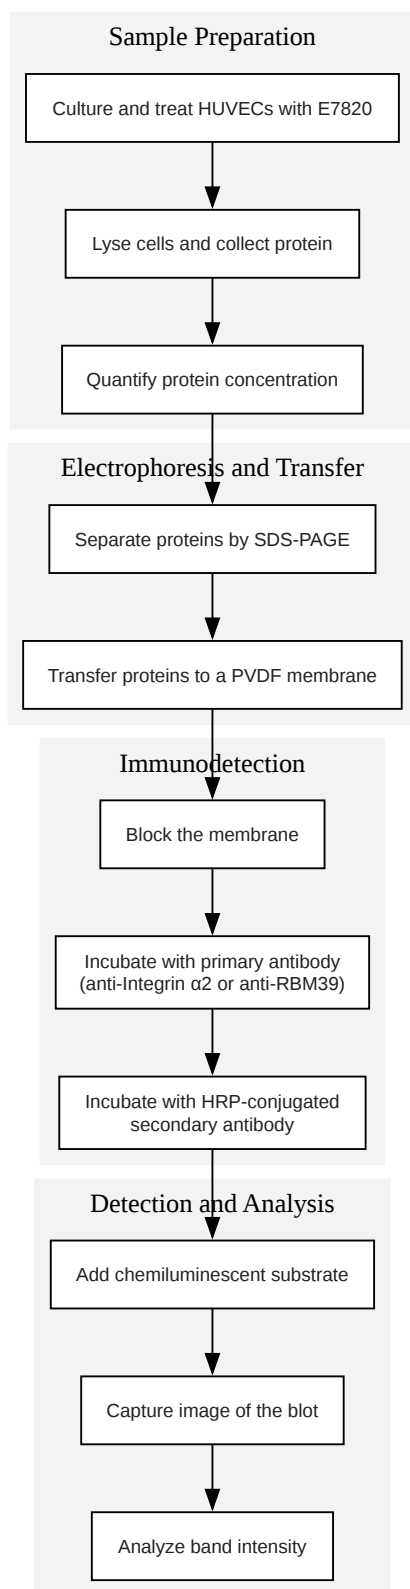 Sample Preparation
Culture and treat HUVECs with E7820
Lyse cells and collect protein
Quantify protein concentration
Electrophoresis and Transfer
Separate proteins by SDS-PAGE
Transfer proteins to a PVDF membrane
Immunodetection
Block the membrane
Incubate with primary antibody
(anti-Integrin α2 or anti-RBM39)
Incubate with HRP-conjugated
secondary antibody
Detection and Analysis
Add chemiluminescent substrate
Capture image of the blot
Analyze band intensity